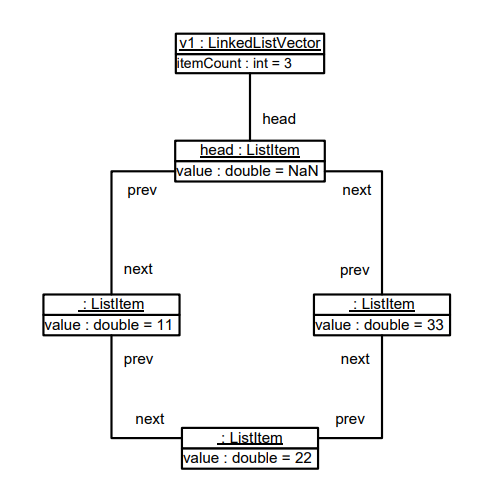 v1 : LinkedListVector
itemCount : int = 3
head
head : ListItem
value : double = NaN
prev
next
next
prev
: ListItem
value : double = 11
: ListItem
value : double = 33
prev
next
next
prev
: ListItem
value : double = 22